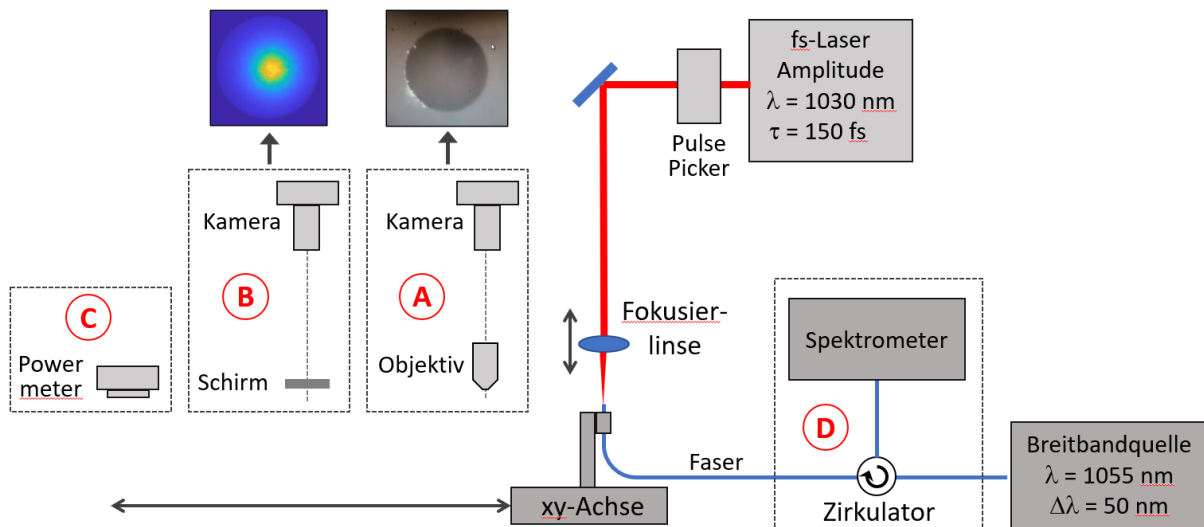 fs-Laser
Amplitude
λ = 1030 nm
τ = 150 fs
Pulse
Picker
Kamera
Kamera
B
A
C
Power
meter
Schirm
Objektiv
Fokusier-
linse
Spektrometer
D
Faser
Zirkulator
Breitbandquelle
λ = 1055 nm
Δλ = 50 nm
xy-Achse